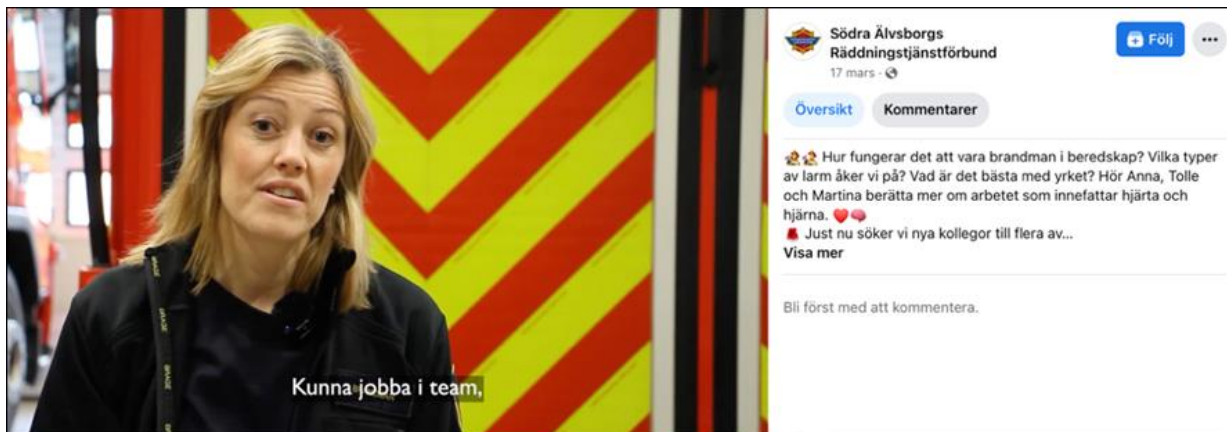 Kunna jobba i team,
Södra Älvsborgs
Räddningstjänstförbund
17 mars ·
Följ
Översikt
Kommentarer
Hur fungerar det att vara brandman i beredskap? Vilka typer
av larm åker vi på? Vad är det bästa med yrket? Hör Anna, Tolle
och Martina berätta mer om arbetet som innefattar hjärta och
hjärna. ❤️🧠
Just nu söker vi nya kollegor till flera av...
Visa mer
Bli först med att kommentera.